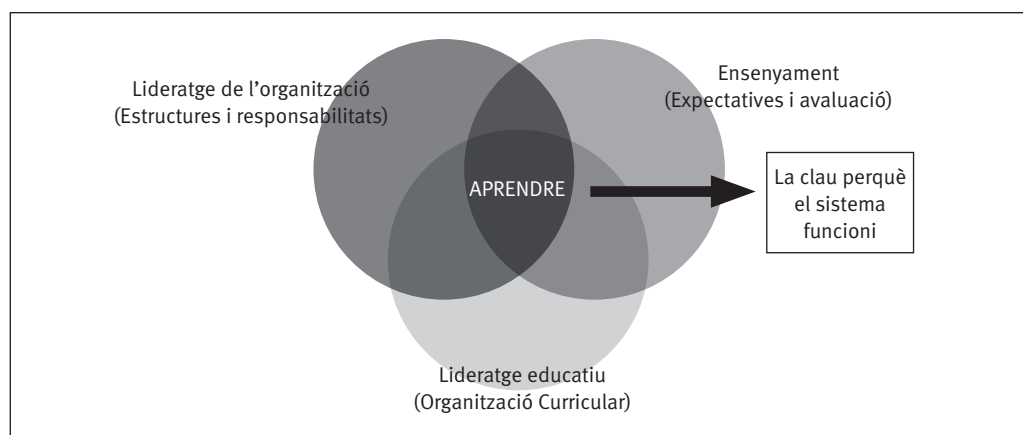 Lideratge de l’organització
(Estructures i responsabilitats)
Ensenyament
(Expectatives i avaluació)
APRENDRE
La clau perquè
el sistema
funcioni
Lideratge educatiu
(Organització Curricular)